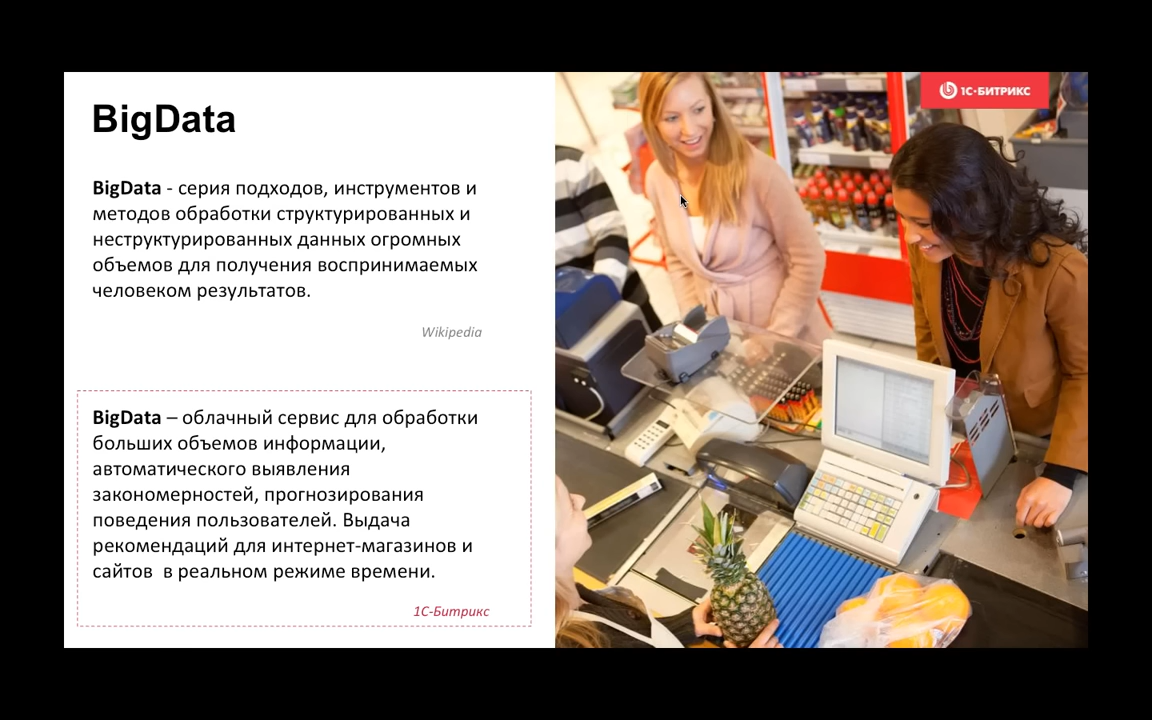 BigData
BigData - серия подходов, инструментов и
методов обработки структурированных и
неструктурированных данных огромных
объемов для получения воспринимаемых
человеком результатов.
Wikipedia
BigData – облачный сервис для обработки
больших объемов информации,
автоматического выявления
закономерностей, прогнозирования
поведения пользователей. Выдача
рекомендаций для интернет-магазинов и
сайтов  в реальном режиме времени.
1С-Битрикс
1С·БИТРИКС